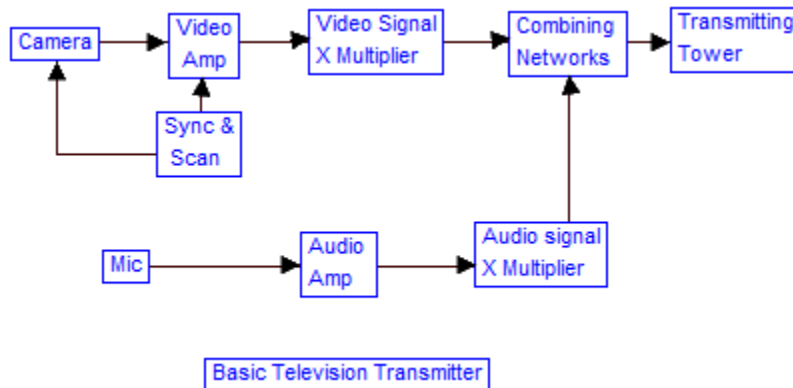 Camera
Video
Amp
Video Signal
X Multiplier
Combining
Networks
Transmitting
Tower
Sync &
Scan
Mic
Audio
Amp
Audio signal
X Multiplier
Basic Television Transmitter